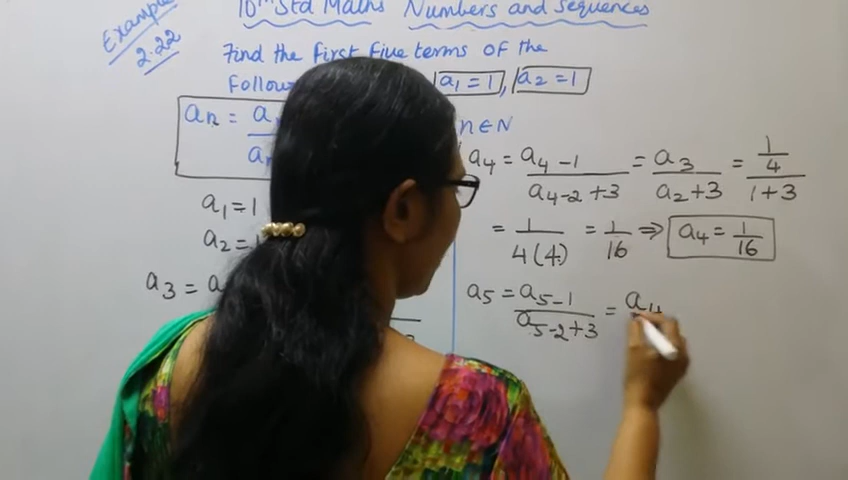 10th Std Maths Numbers and Sequences
Example 2.22
Find the first five terms of the
a1 = 1 , a2 = 1
an = a
a
n ∈ N
a1 = 1
a2 = 1
a3 = a
a4 = a4-1 / a4-2 + 3 = a3 / a2 + 3 = 1/4 / 1 + 3
= 1 / 4(4) = 1/16 ⇒ a4 = 1/16
a5 = a5-1 / a5-2 + 3 = a4